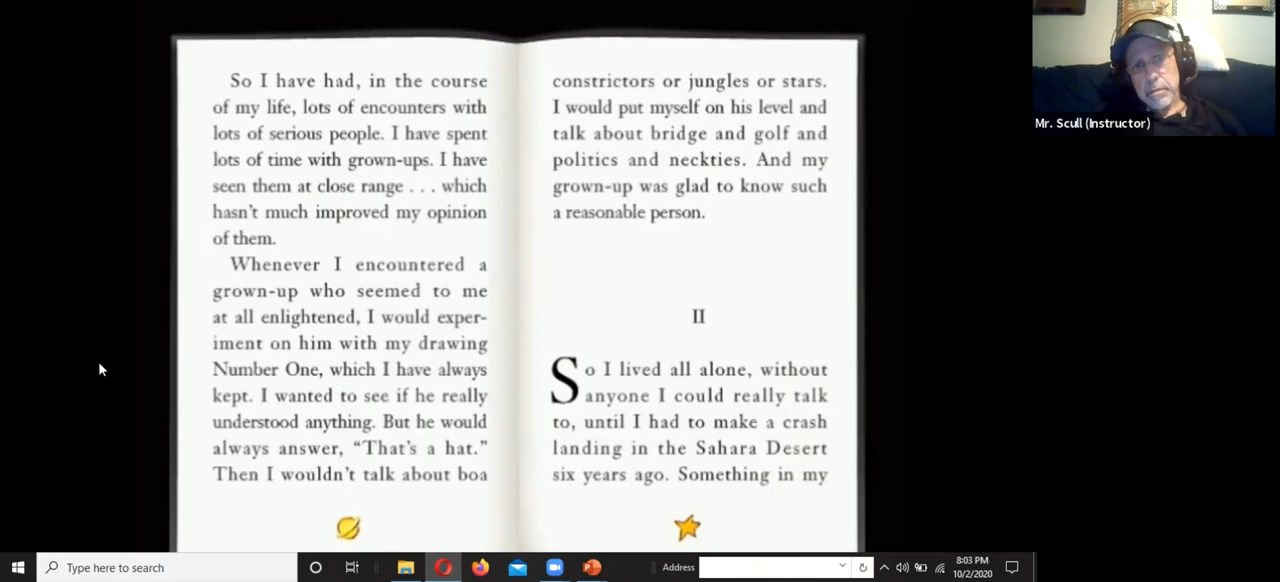 So I have had, in the course
of my life, lots of encounters with
lots of serious people. I have spent
lots of time with grown-ups. I have
seen them at close range . . . which
hasn't much improved my opinion
of them.
Whenever I encountered a
grown-up who seemed to me
at all enlightened, I would exper-
iment on him with my drawing
Number One, which I have always
kept. I wanted to see if he really
understood anything. But he would
always answer, “That's a hat.”
Then I wouldn't talk about boa
constrictors or jungles or stars.
I would put myself on his level and
talk about bridge and golf and
politics and neckties. And my
grown-up was glad to know such
a reasonable person.
II
So I lived all alone, without
anyone I could really talk
to, until I had to make a crash
landing in the Sahara Desert
six years ago. Something in my
Mr. Scull (Instructor)
Type here to search
Address
8:03 PM
10/2/2020